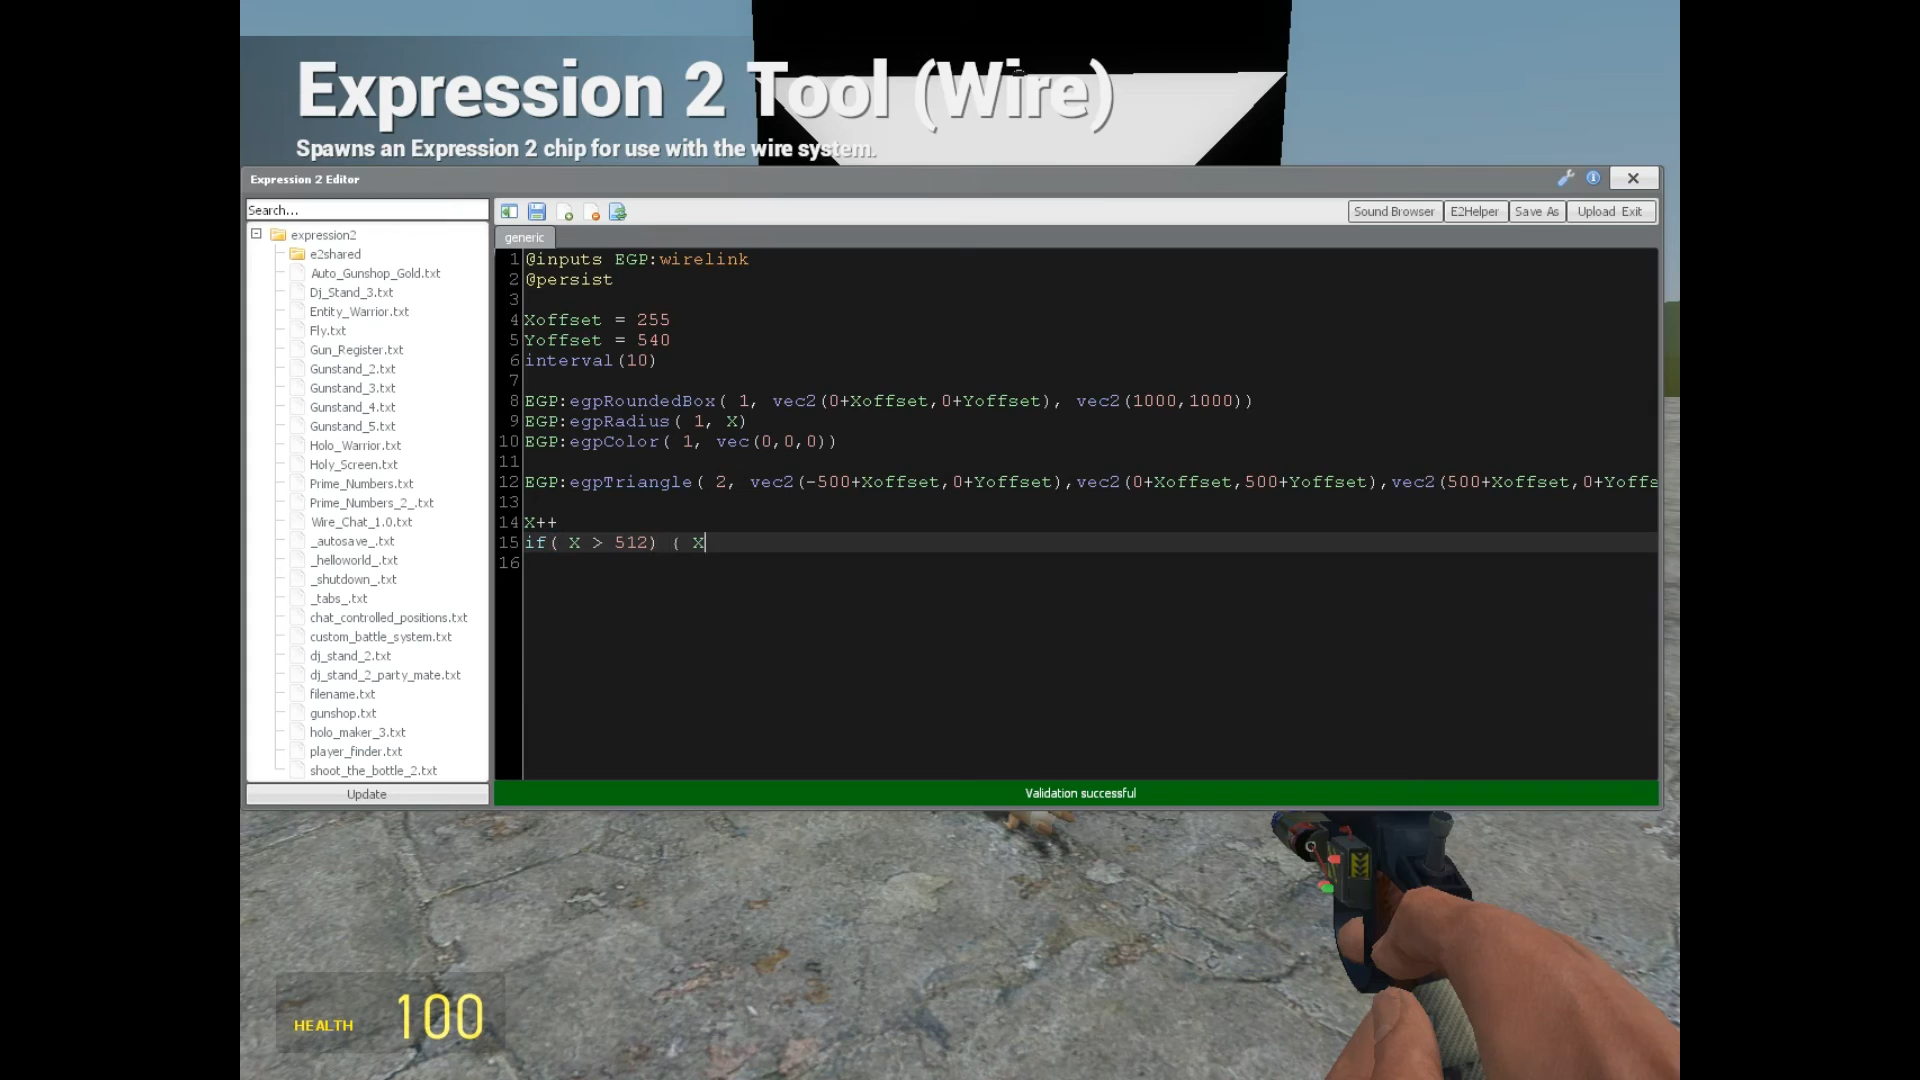 Expression 2 Tool (Wire)
Spawns an Expression 2 chip for use with the wire system.
Expression 2 Editor
Search...
Sound Browser
E2Helper
Save As
Upload
Exit
generic
expression2
e2shared
Auto_Gunshop_Gold.txt
Dj_Stand_3.txt
Entity_Warrior.txt
Fly.txt
Gun_Register.txt
Gunstand_2.txt
Gunstand_3.txt
Gunstand_4.txt
Gunstand_5.txt
Holo_Warrior.txt
Holy_Screen.txt
Prime_Numbers.txt
Prime_Numbers_2_.txt
Wire_Chat_1.0.txt
_autosave_.txt
_helloworld_.txt
_shutdown_.txt
_tabs_.txt
chat_controlled_positions.txt
custom_battle_system.txt
dj_stand_2.txt
dj_stand_2_party_mate.txt
filename.txt
gunshop.txt
holo_maker_3.txt
player_finder.txt
shoot_the_bottle_2.txt
Update
1 @inputs EGP:wirelink
2 @persist
3
4 Xoffset = 255
5 Yoffset = 540
6 interval(10)
7
8 EGP:egpRoundedBox( 1, vec2(0+Xoffset,0+Yoffset), vec2(1000,1000))
9 EGP:egpRadius( 1, X)
10 EGP:egpColor( 1, vec(0,0,0))
11
12 EGP:egpTriangle( 2, vec2(-500+Xoffset,0+Yoffset),vec2(0+Xoffset,500+Yoffset),vec2(500+Xoffset,0+Yoffs
13
14 X++
15 if( X > 512) { X
16
Validation successful
HEALTH 100